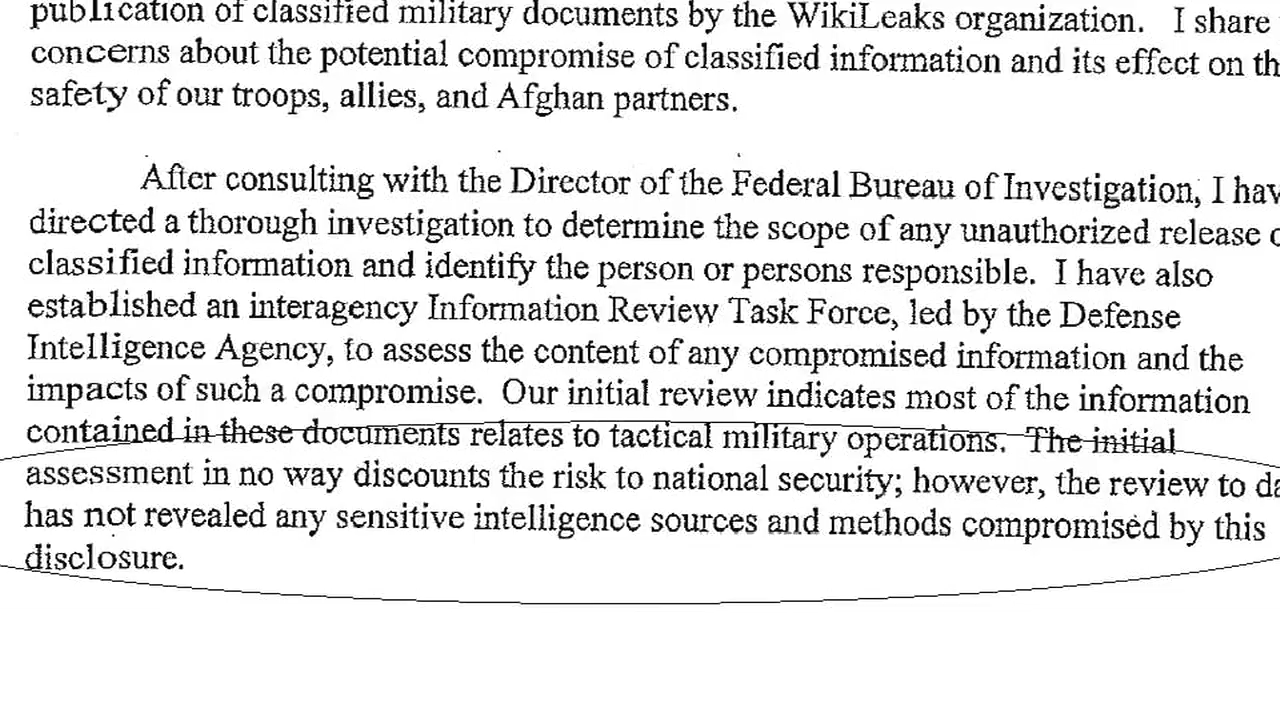 publication of classified military documents by the WikiLeaks organization. I share
concerns about the potential compromise of classified information and its effect on th
safety of our troops, allies, and Afghan partners.
After consulting with the Director of the Federal Bureau of Investigation, I hav
directed a thorough investigation to determine the scope of any unauthorized release o
classified information and identify the person or persons responsible. I have also
established an interagency Information Review Task Force, led by the Defense
Intelligence Agency, to assess the content of any compromised information and the
impacts of such a compromise. Our initial review indicates most of the information
contained in these documents relates to tactical military operations. The initial
assessment in no way discounts the risk to national security; however, the review to da
has not revealed any sensitive intelligence sources and methods compromised by this
disclosure.